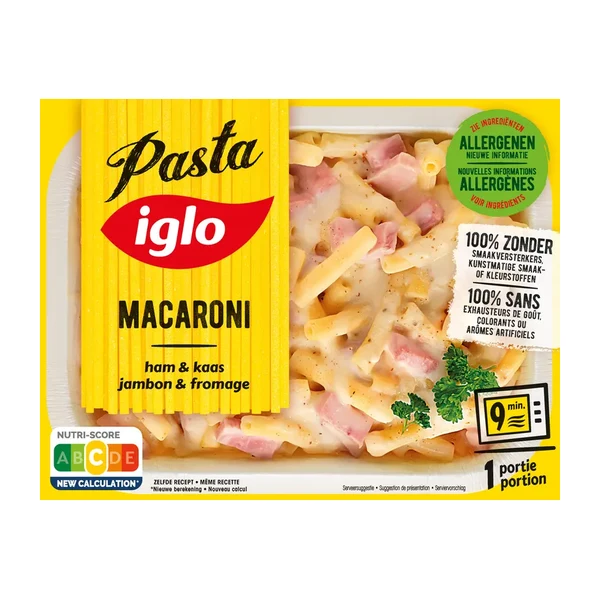 Pasta
iglo
MACARONI
ham & kaas
jambon & fromage
ZIE INGREDIËNTEN
ALLERGENEN
NIEUWE INFORMATIE
NOUVELLES INFORMATIONS
ALLERGÈNES
VOIR INGRÉDIENTS
100% ZONDER
SMAAKVERSTERKERS,
KUNSTMATIGE SMAAK-
OF KLEURSTOFFEN
100% SANS
EXHAUSTEURS DE GOÛT,
COLORANTS OU
ARÔMES ARTIFICIELS
9 min.
1 portie
portion
NUTRI-SCORE
A B C D E
NEW CALCULATION*
ZELFDE RECEPT • MÊME RECETTE
*Nieuwe berekening • Nouveau calcul
Serveersuggestie • Suggestion de présentation • Serviervorschlag